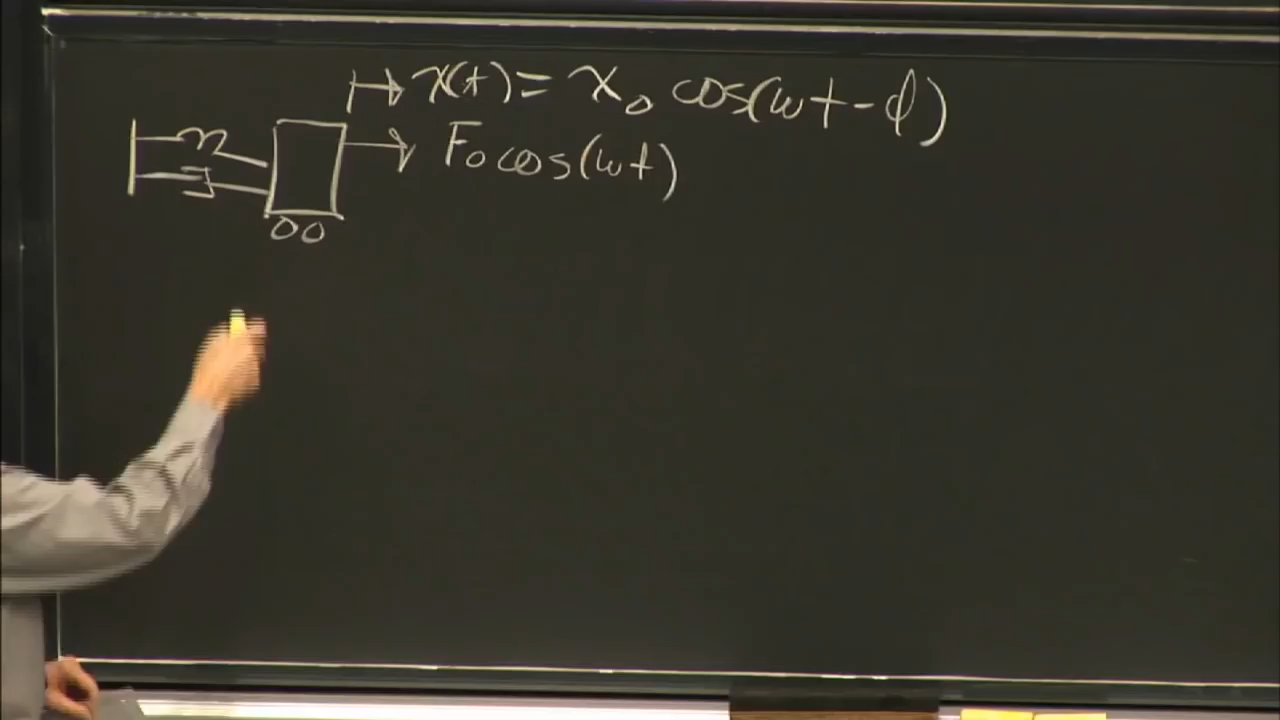 x(t) = x₀ cos(ωt - ϕ)
F₀ cos(ωt)